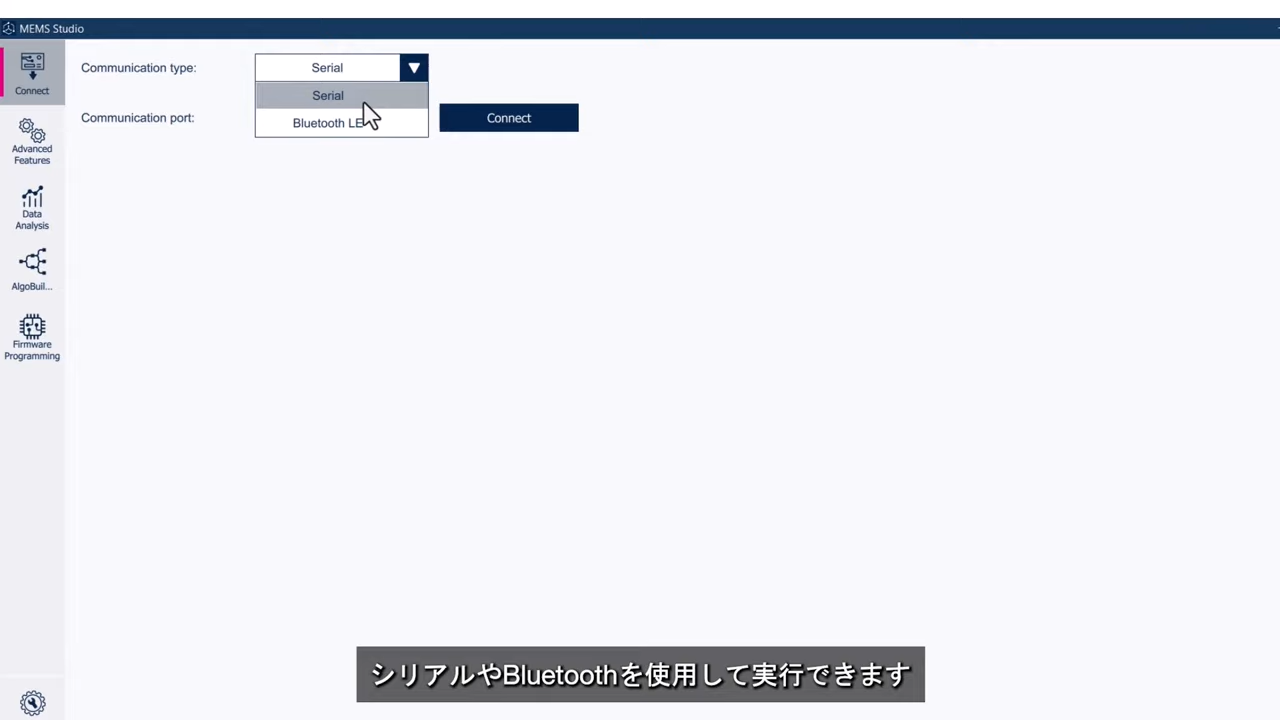 MEMS Studio
Connect
Advanced
Features
Data
Analysis
AlgoBuil...
Firmware
Programming
Communication type:
Serial
Serial
Bluetooth LE
Communication port:
Connect
シリアルやBluetoothを使用して実行できます